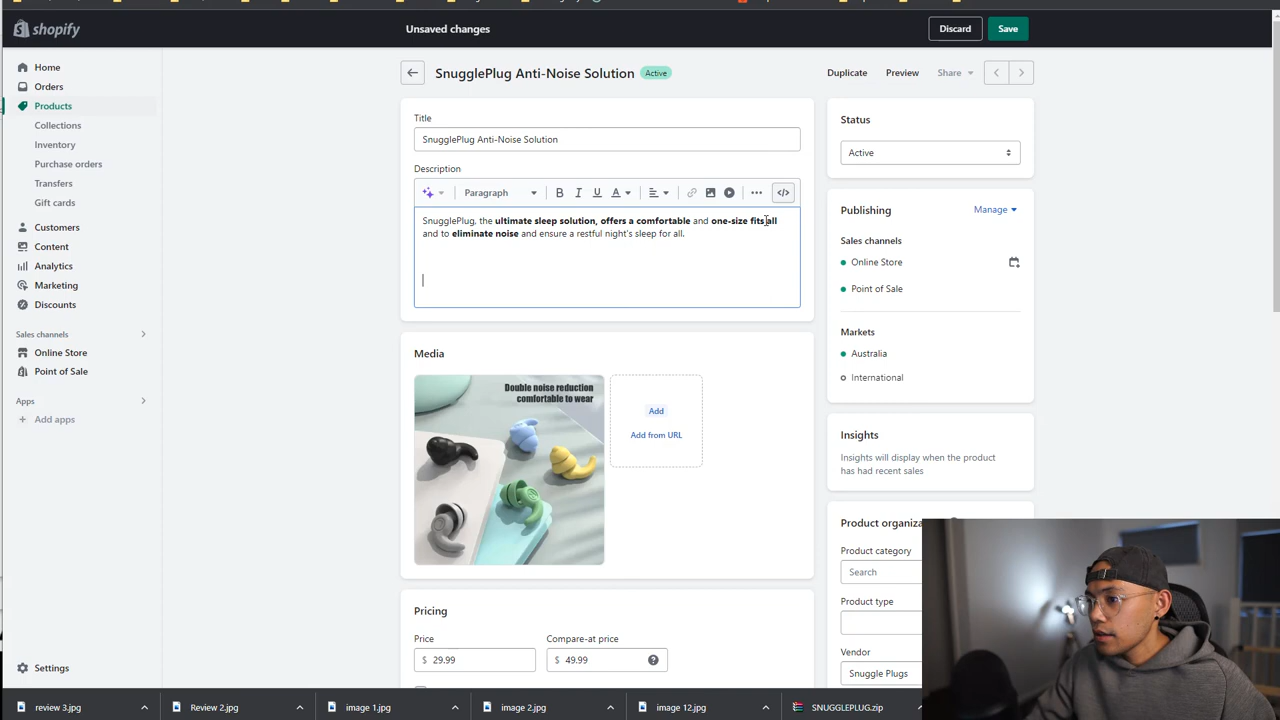 shopify
Unsaved changes
Discard
Save
Home
Orders
Products
Collections
Inventory
Purchase orders
Transfers
Gift cards
Customers
Content
Analytics
Marketing
Discounts
Sales channels
Online Store
Point of Sale
Apps
Add apps
Settings
SnugglePlug Anti-Noise Solution
Active
Duplicate
Preview
Share
Title
SnugglePlug Anti-Noise Solution
Description
Paragraph
B I U A
SnugglePlug, the ultimate sleep solution, offers a comfortable and one-size fits all
and to eliminate noise and ensure a restful night's sleep for all.
Media
Double noise reduction
comfortable to wear
Add
Add from URL
Pricing
Price
Compare-at price
$ 29.99
$ 49.99
Status
Active
Publishing
Manage
Sales channels
Online Store
Point of Sale
Markets
Australia
International
Insights
Insights will display when the product
has had recent sales
Product organiza
Product category
Search
Product type
Vendor
Snuggle Plugs
review 3.jpg
Review 2.jpg
image 1.jpg
image 2.jpg
image 12.jpg
SNUGGLEPLUG.zip